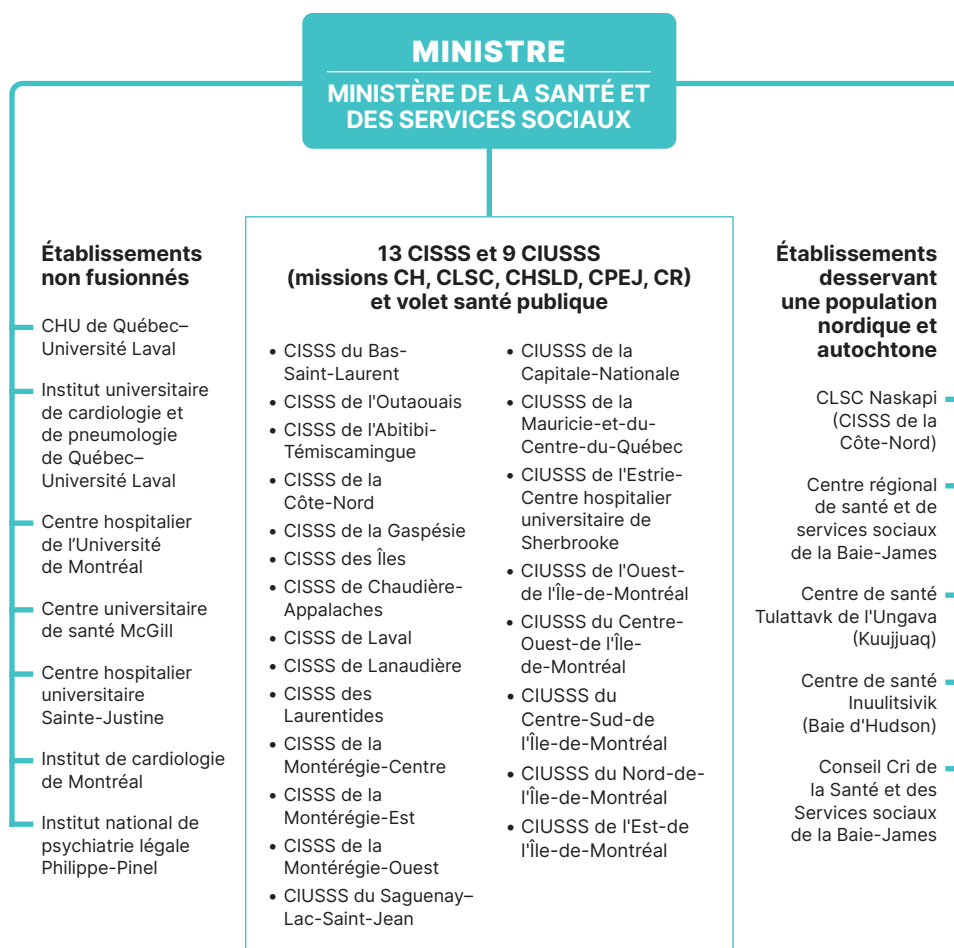 MINISTRE
MINISTÈRE DE LA SANTÉ ET
DES SERVICES SOCIAUX
Établissements
non fusionnés
CHU de Québec–
Université Laval
Institut universitaire
de cardiologie et
de pneumologie
de Québec–
Université Laval
Centre hospitalier
de l’Université
de Montréal
Centre universitaire
de santé McGill
Centre hospitalier
universitaire
Sainte-Justine
Institut de cardiologie
de Montréal
Institut national de
psychiatrie légale
Philippe-Pinel
13 CISSS et 9 CIUSSS
(missions CH, CLSC, CHSLD, CPEJ, CR)
et volet santé publique
• CISSS du Bas-
Saint-Laurent
• CISSS de l'Outaouais
• CISSS de l'Abitibi-
Témiscamingue
• CISSS de la
Côte-Nord
• CISSS de la Gaspésie
• CISSS des Îles
• CISSS de Chaudière-
Appalaches
• CISSS de Laval
• CISSS de Lanaudière
• CISSS des
Laurentides
• CISSS de la
Montérégie-Centre
• CISSS de la
Montérégie-Est
• CISSS de la
Montérégie-Ouest
• CIUSSS du Saguenay–
Lac-Saint-Jean
• CIUSSS de la
Capitale-Nationale
• CIUSSS de la
Mauricie-et-du-
Centre-du-Québec
• CIUSSS de l'Estrie-
Centre hospitalier
universitaire de
Sherbrooke
• CIUSSS de l'Ouest-
de l'Île-de-Montréal
• CIUSSS du Centre-
Ouest-de l'Île-
de-Montréal
• CIUSSS du
Centre-Sud-de
l'Île-de-Montréal
• CIUSSS du Nord-de-
l'Île-de-Montréal
• CIUSSS de l'Est-de
l'Île-de-Montréal
Établissements
desservant
une population
nordique et
autochtone
CLSC Naskapi
(CISSS de la
Côte-Nord)
Centre régional
de santé et de
services sociaux
de la Baie-James
Centre de santé
Tulattavk de l'Ungava
(Kuujjuaq)
Centre de santé
Inuulitsivik
(Baie d'Hudson)
Conseil Cri de
la Santé et des
Services sociaux
de la Baie-James